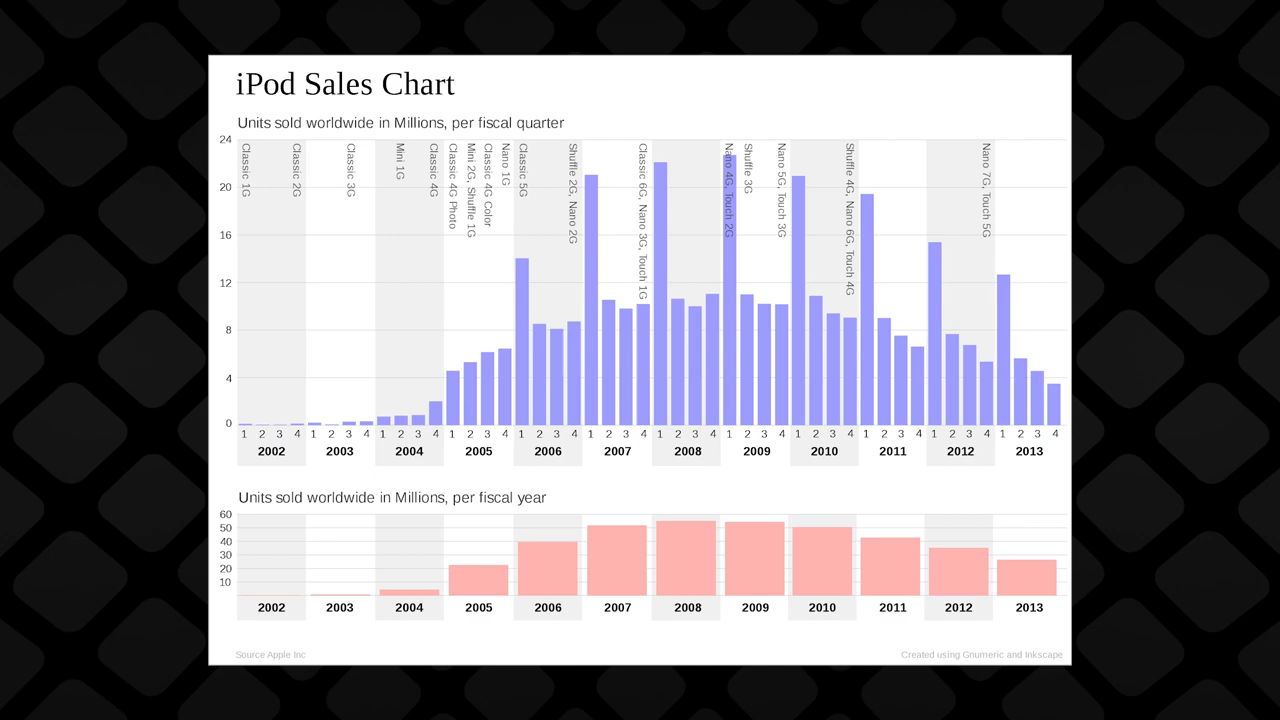 iPod Sales Chart
Units sold worldwide in Millions, per fiscal quarter
24
20
16
12
8
4
0
Classic 1G
Classic 2G
Classic 3G
Mini 1G
Classic 4G
Classic 4G Photo
Mini 2G, Shuffle 1G
Classic 4G Color
Nano 1G
Classic 5G
Shuffle 2G, Nano 2G
Classic 6G, Nano 3G, Touch 1G
Nano 4G, Touch 2G
Shuffle 3G
Nano 5G, Touch 3G
Shuffle 4G, Nano 6G, Touch 4G
Nano 7G, Touch 5G
1 2 3 4 1 2 3 4 1 2 3 4 1 2 3 4 1 2 3 4 1 2 3 4 1 2 3 4 1 2 3 4 1 2 3 4 1 2 3 4 1 2 3 4 1 2 3 4
2002 2003 2004 2005 2006 2007 2008 2009 2010 2011 2012 2013
Units sold worldwide in Millions, per fiscal year
60
50
40
30
20
10
2002 2003 2004 2005 2006 2007 2008 2009 2010 2011 2012 2013
Source Apple Inc
Created using Gnumeric and Inkscape